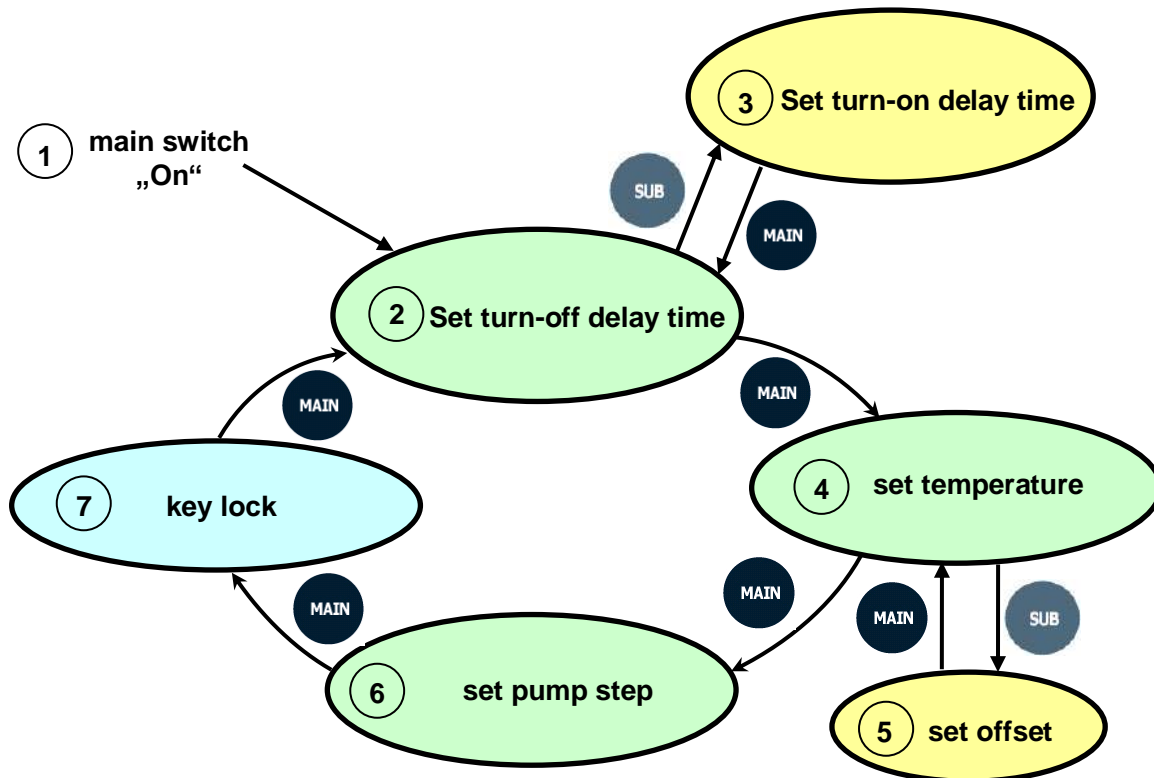 3 Set turn-on delay time
1 main switch
„On“
SUB
MAIN
2 Set turn-off delay time
MAIN
MAIN
4 set temperature
7 key lock
MAIN
MAIN
MAIN
SUB
6 set pump step
5 set offset